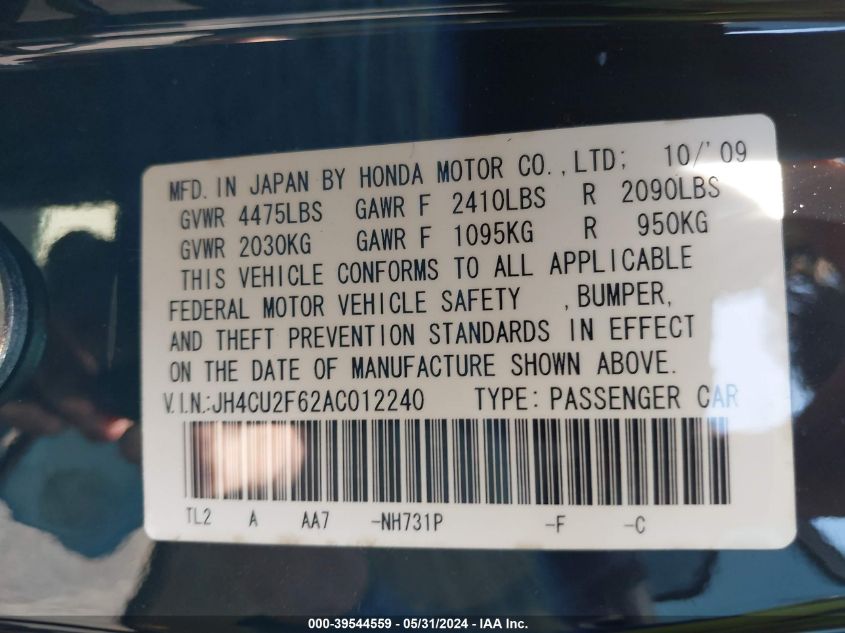 MFD. IN JAPAN BY HONDA MOTOR CO., LTD; 10/'09
GVWR 4475LBS GAWR F 2410LBS R 2090LBS
GVWR 2030KG GAWR F 1095KG R 950KG
THIS VEHICLE CONFORMS TO ALL APPLICABLE
FEDERAL MOTOR VEHICLE SAFETY , BUMPER,
AND THEFT PREVENTION STANDARDS IN EFFECT
ON THE DATE OF MANUFACTURE SHOWN ABOVE.
V.I.N.:JH4CU2F62AC012240 TYPE: PASSENGER CAR
TL2 A AA7 -NH731P -F -C
000-39544559 - 05/31/2024 - IAA Inc.